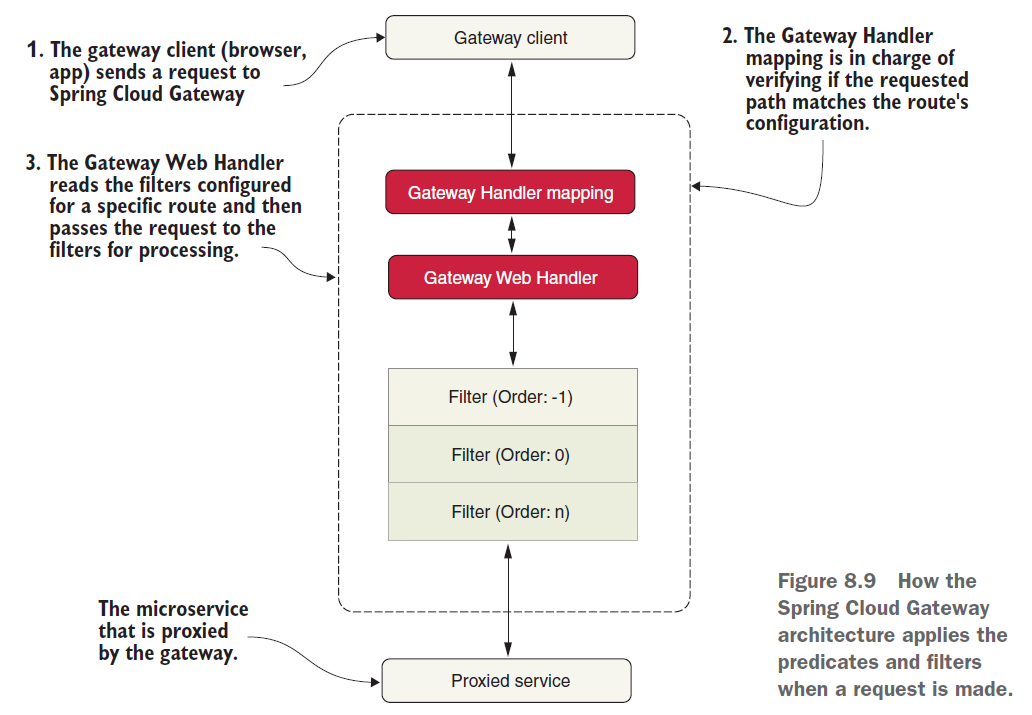 1. The gateway client (browser,
app) sends a request to
Spring Cloud Gateway
Gateway client
2. The Gateway Handler
mapping is in charge of
verifying if the requested
path matches the route's
configuration.
3. The Gateway Web Handler
reads the filters configured
for a specific route and then
passes the request to the
filters for processing.
Gateway Handler mapping
Gateway Web Handler
Filter (Order: -1)
Filter (Order: 0)
Filter (Order: n)
The microservice
that is proxied
by the gateway.
Proxied service
Figure 8.9 How the
Spring Cloud Gateway
architecture applies the
predicates and filters
when a request is made.